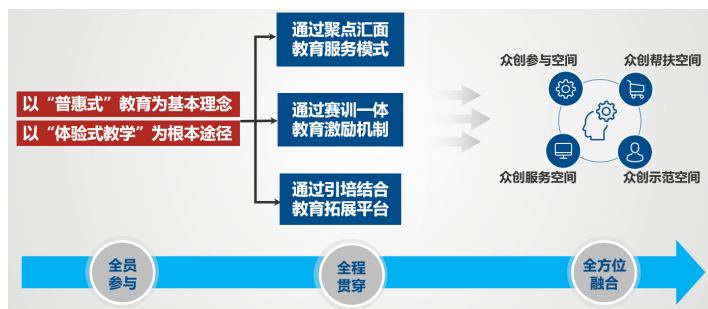 以“普惠式”教育为基本理念
以“体验式教学”为根本途径
通过聚点汇面
教育服务模式
通过赛训一体
教育激励机制
通过引培结合
教育拓展平台
众创参与空间
众创帮扶空间
众创服务空间
众创示范空间
全员
参与
全程
贯穿
全方位
融合